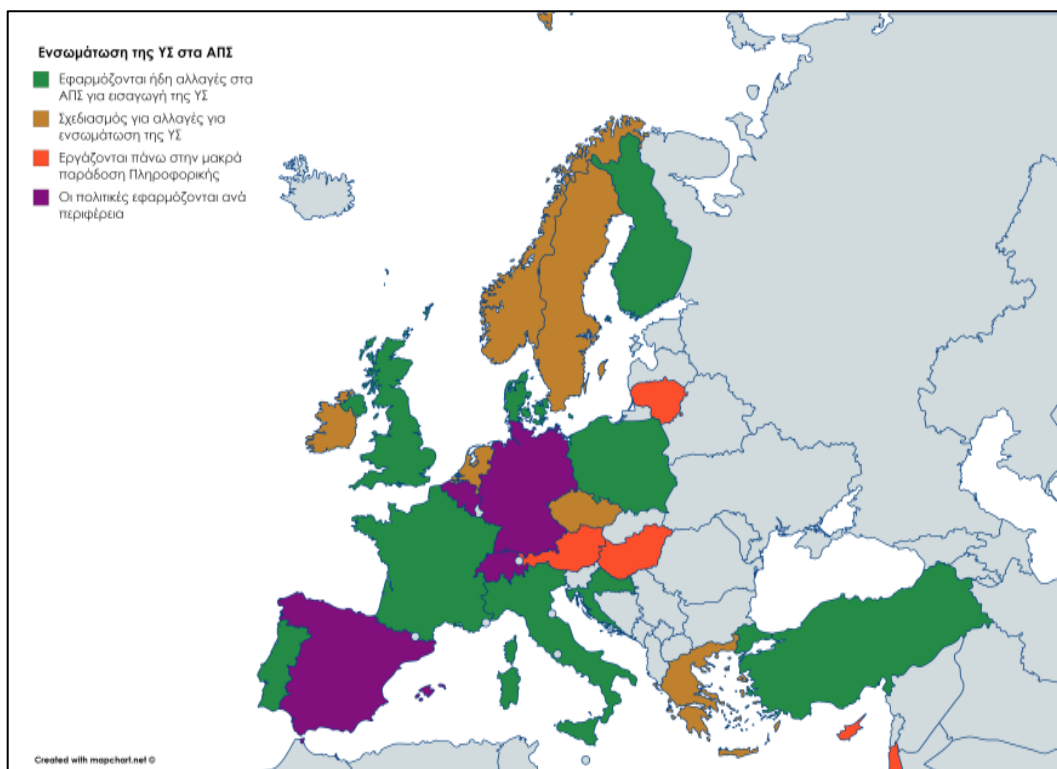 Ενσωμάτωση της ΥΣ στα ΑΠΣ
Εφαρμόζονται ήδη αλλαγές στα
ΑΠΣ για εισαγωγή της ΥΣ
Σχεδιασμός για αλλαγές για
ενσωμάτωση της ΥΣ
Εργάζονται πάνω στην μακρά
παράδοση Πληροφορικής
Οι πολιτικές εφαρμόζονται ανά
περιφέρεια
Created with mapchart.net ©